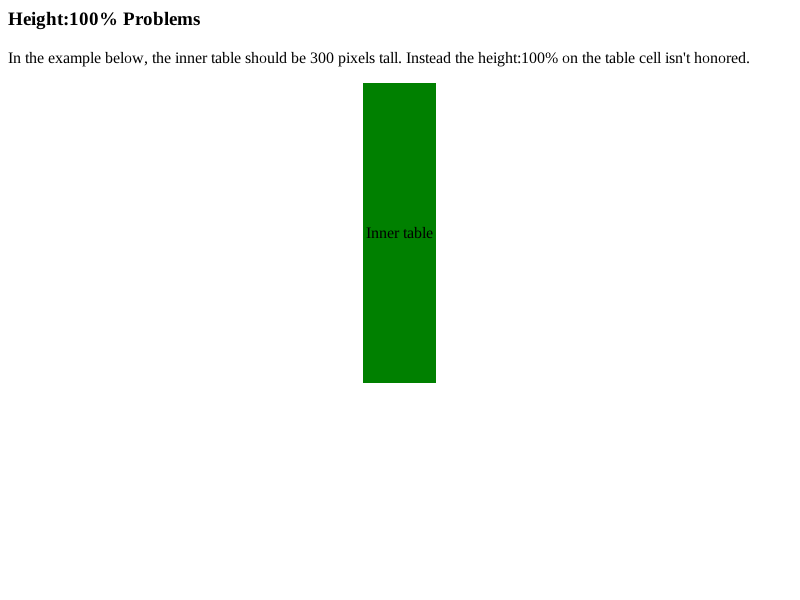 Height:100% Problems
In the example below, the inner table should be 300 pixels tall. Instead the height:100% on the table cell isn't honored.
Inner table